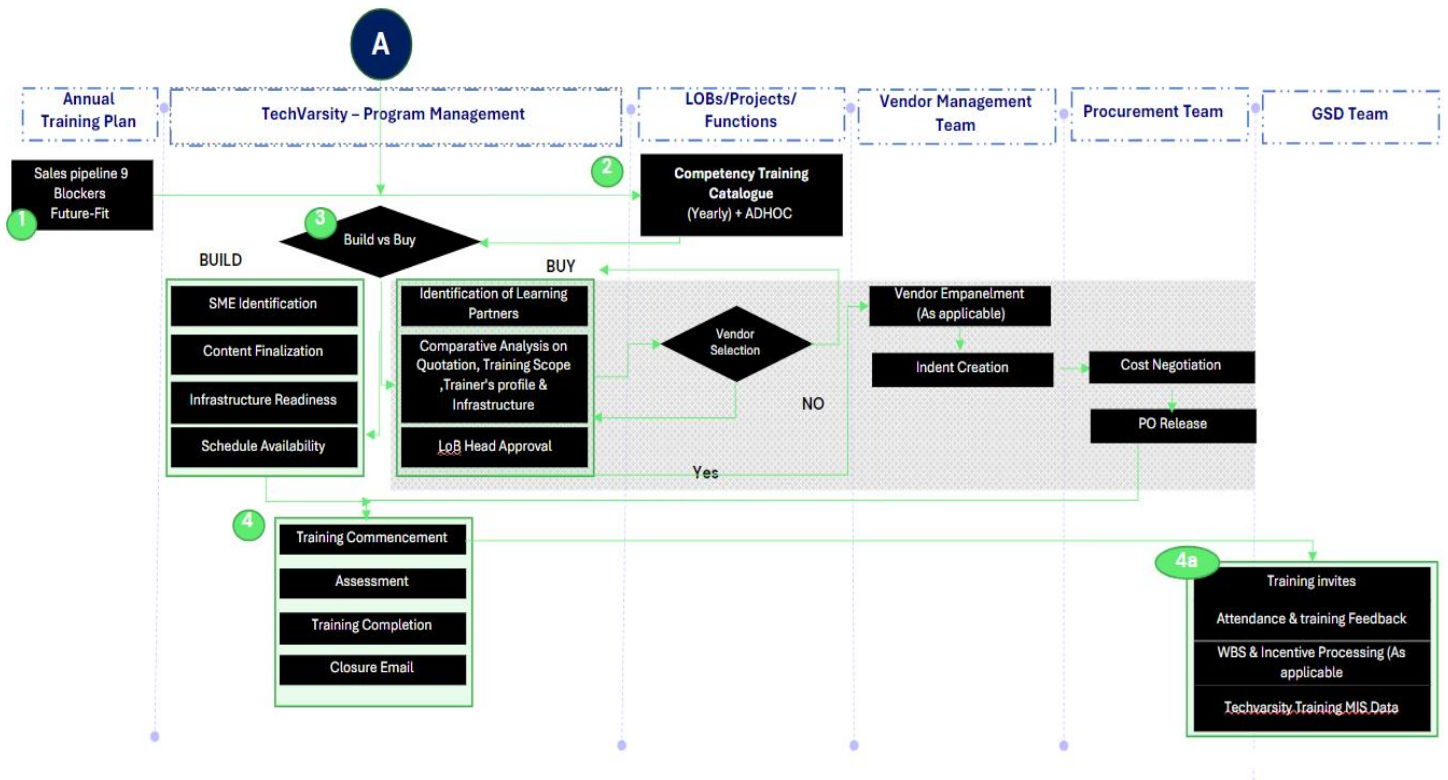 A
Annual
Training Plan
TechVarsity – Program Management
LOBs/Projects/
Functions
Vendor Management
Team
Procurement Team
GSD Team
1
Sales pipeline 9
Blockers
Future-Fit
2
Competency Training
Catalogue
(Yearly) + ADHOC
3
Build vs Buy
BUILD
SME Identification
Content Finalization
Infrastructure Readiness
Schedule Availability
BUY
Identification of Learning
Partners
Comparative Analysis on
Quotation, Training Scope
,Trainer's profile &
Infrastructure
LoB Head Approval
Vendor
Selection
NO
Yes
Vendor Empanelment
(As applicable)
Indent Creation
Cost Negotiation
PO Release
4
Training Commencement
Assessment
Training Completion
Closure Email
4a
Training invites
Attendance & training Feedback
WBS & Incentive Processing (As
applicable
Techvarsity Training MIS Data